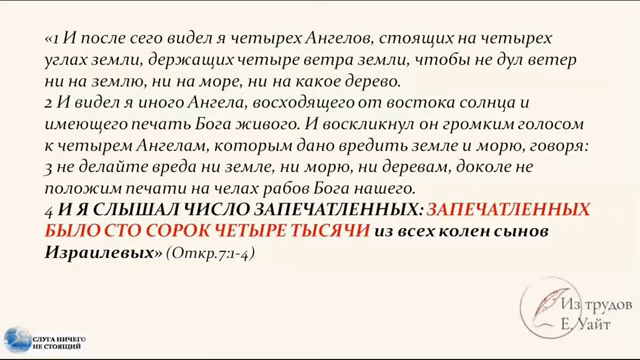 «1 И после сего видел я четырех Ангелов, стоящих на четырех
углах земли, держащих четыре ветра земли, чтобы не дул ветер
ни на землю, ни на море, ни на какое дерево.
2 И видел я иного Ангела, восходящего от востока солнца и
имеющего печать Бога живого. И воскликнул он громким голосом
к четырем Ангелам, которым дано вредить земле и морю, говоря:
3 не делайте вреда ни земле, ни морю, ни деревам, доколе не
положим печати на челах рабов Бога нашего.
4 И Я СЛЫШАЛ ЧИСЛО ЗАПЕЧАТЛЕННЫХ: ЗАПЕЧАТЛЕННЫХ
БЫЛО СТО СОРОК ЧЕТЫРЕ ТЫСЯЧИ из всех колен сынов
Израилевых» (Откр.7:1-4)
Из трудов
Е. Уайт
СЛУГА НИЧЕГО
НЕ СТОЯЩИЙ